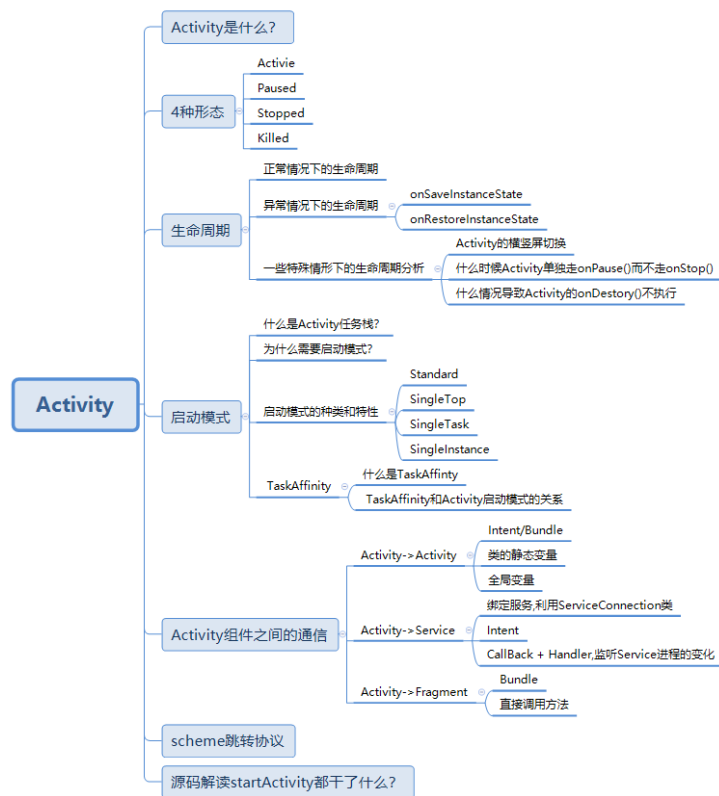 Activity
Activity是什么？
4种形态
Activie
Paused
Stopped
Killed
生命周期
正常情况下的生命周期
异常情况下的生命周期
onSaveInstanceState
onRestoreInstanceState
一些特殊情形下的生命周期分析
Activity的横竖屏切换
什么时候Activity单独走onPause()而不走onStop()
什么情况导致Activity的onDestory()不执行
启动模式
什么是Activity任务栈?
为什么需要启动模式？
启动模式的种类和特性
Standard
SingleTop
SingleTask
SingleInstance
TaskAffinity
什么是TaskAffinty
TaskAffinity和Activity启动模式的关系
Activity组件之间的通信
Activity->Activity
Intent/Bundle
类的静态变量
全局变量
Activity->Service
绑定服务,利用ServiceConnection类
Intent
CallBack + Handler,监听Service进程的变化
Activity->Fragment
Bundle
直接调用方法
scheme跳转协议
源码解读startActivity都干了什么？